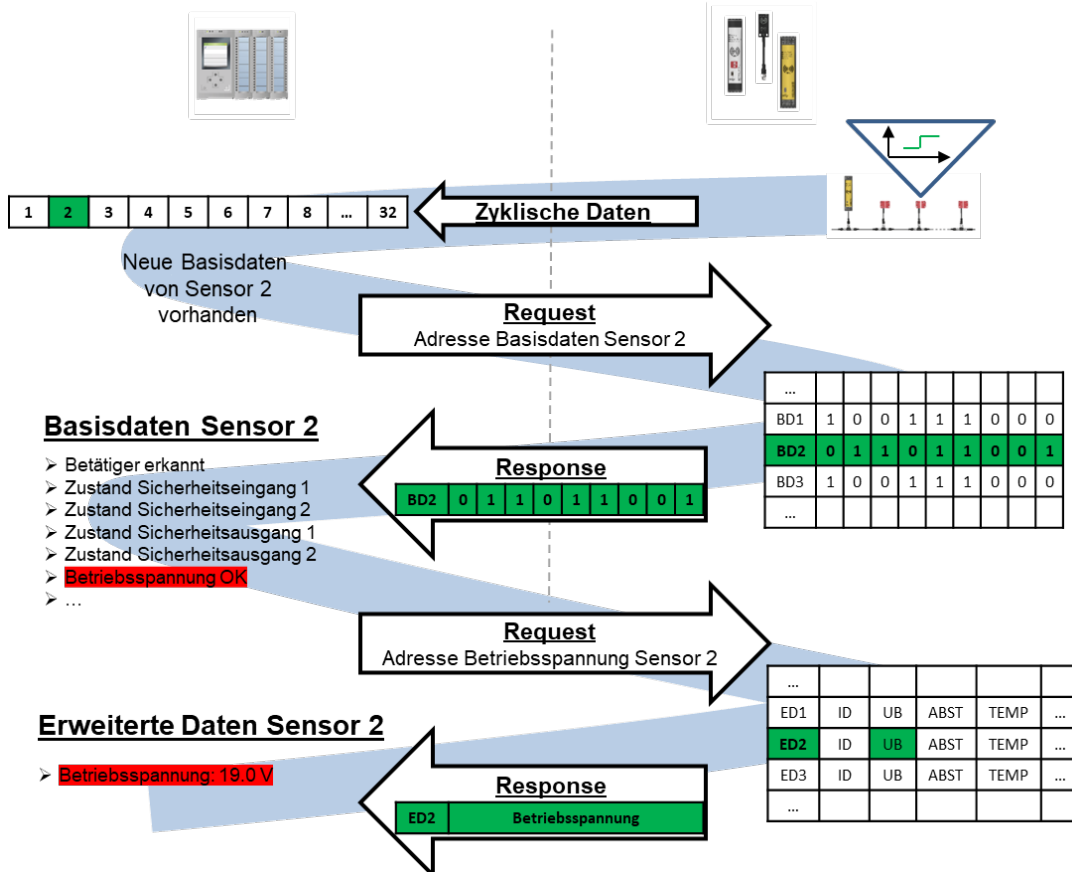 1 2 3 4 5 6 7 8 ... 32
Zyklische Daten
Neue Basisdaten
von Sensor 2
vorhanden
Request
Adresse Basisdaten Sensor 2
...
BD1 1 0 0 1 1 1 0 0 0
BD2 0 1 1 0 1 1 0 0 1
BD3 1 0 0 1 1 1 0 0 0
...
Basisdaten Sensor 2
➢ Betätiger erkannt
➢ Zustand Sicherheitseingang 1
➢ Zustand Sicherheitseingang 2
➢ Zustand Sicherheitsausgang 1
➢ Zustand Sicherheitsausgang 2
➢ Betriebsspannung OK
➢ ...
Response
BD2 0 1 1 0 1 1 0 0 1
Request
Adresse Betriebsspannung Sensor 2
...
ED1 ID UB ABST TEMP ...
ED2 ID UB ABST TEMP ...
ED3 ID UB ABST TEMP ...
...
Erweiterte Daten Sensor 2
➢ Betriebsspannung: 19.0 V
Response
ED2 Betriebsspannung